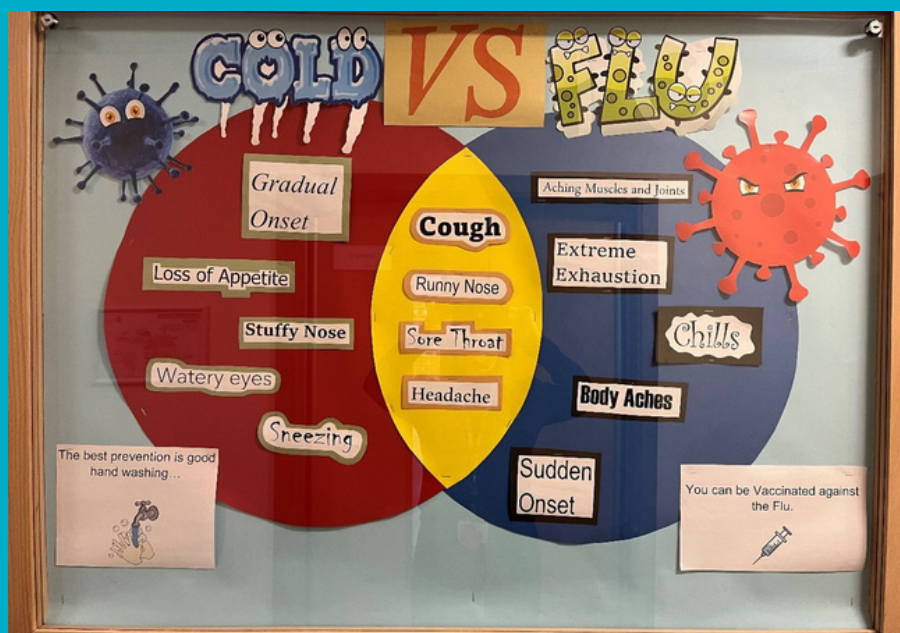 COLD VS FLU
Gradual
Onset
Loss of Appetite
Stuffy Nose
Watery eyes
Sneezing
Cough
Runny Nose
Sore Throat
Headache
Aching Muscles and Joints
Extreme
Exhaustion
Chills
Body Aches
Sudden
Onset
The best prevention is good
hand washing...
You can be Vaccinated against
the Flu.